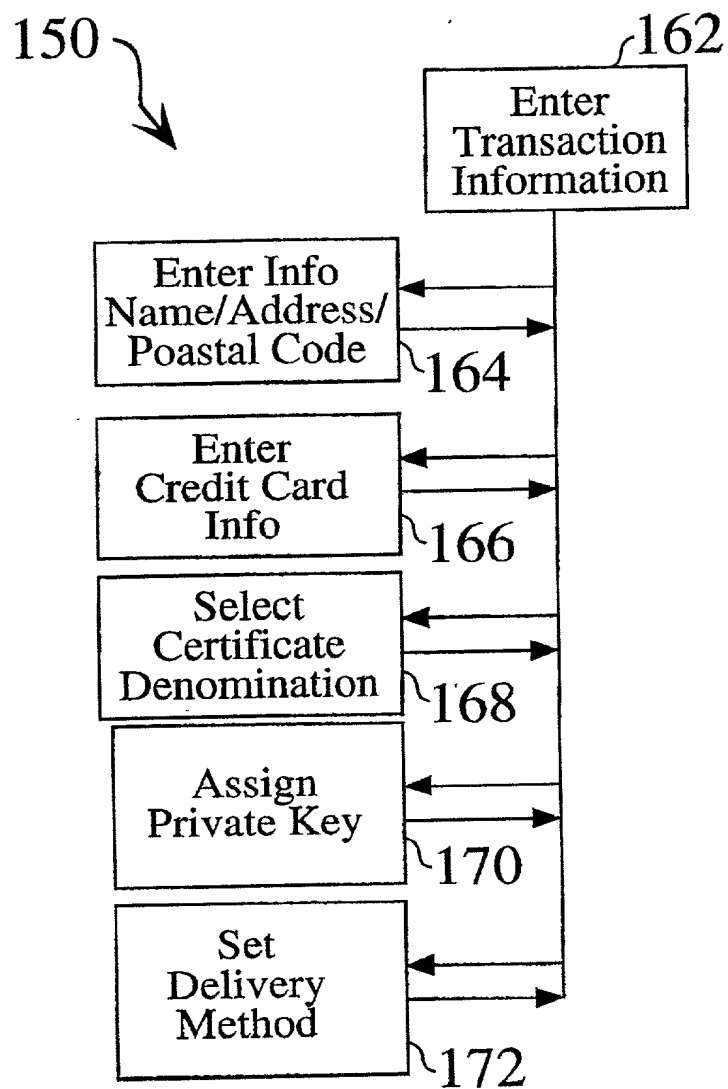 150
162
Enter
Transaction
Information
Enter Info
Name/Address/
Poastal Code
164
Enter
Credit Card
Info
166
Select
Certificate
Denomination
168
Assign
Private Key
170
Set
Delivery
Method
172